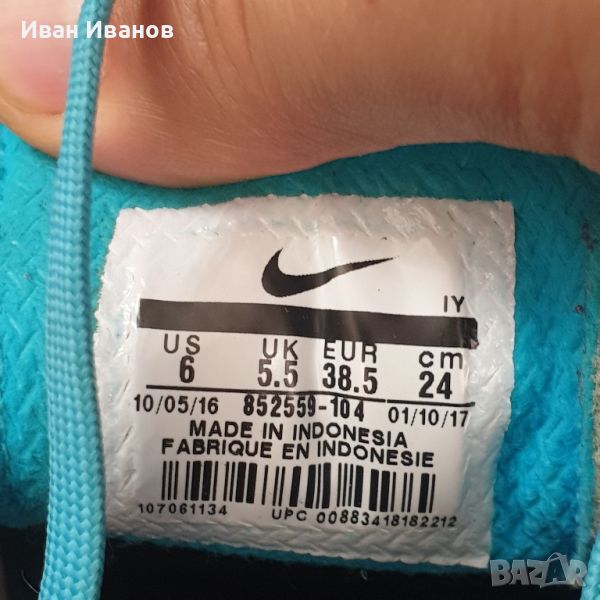 Иван Иванов
IY
US UK EUR cm
6 5.5 38.5 24
10/05/16 852559-104 01/10/17
MADE IN INDONESIA
FABRIQUE EN INDONESIE
107061134 UPC 00883418182212
BAZAR